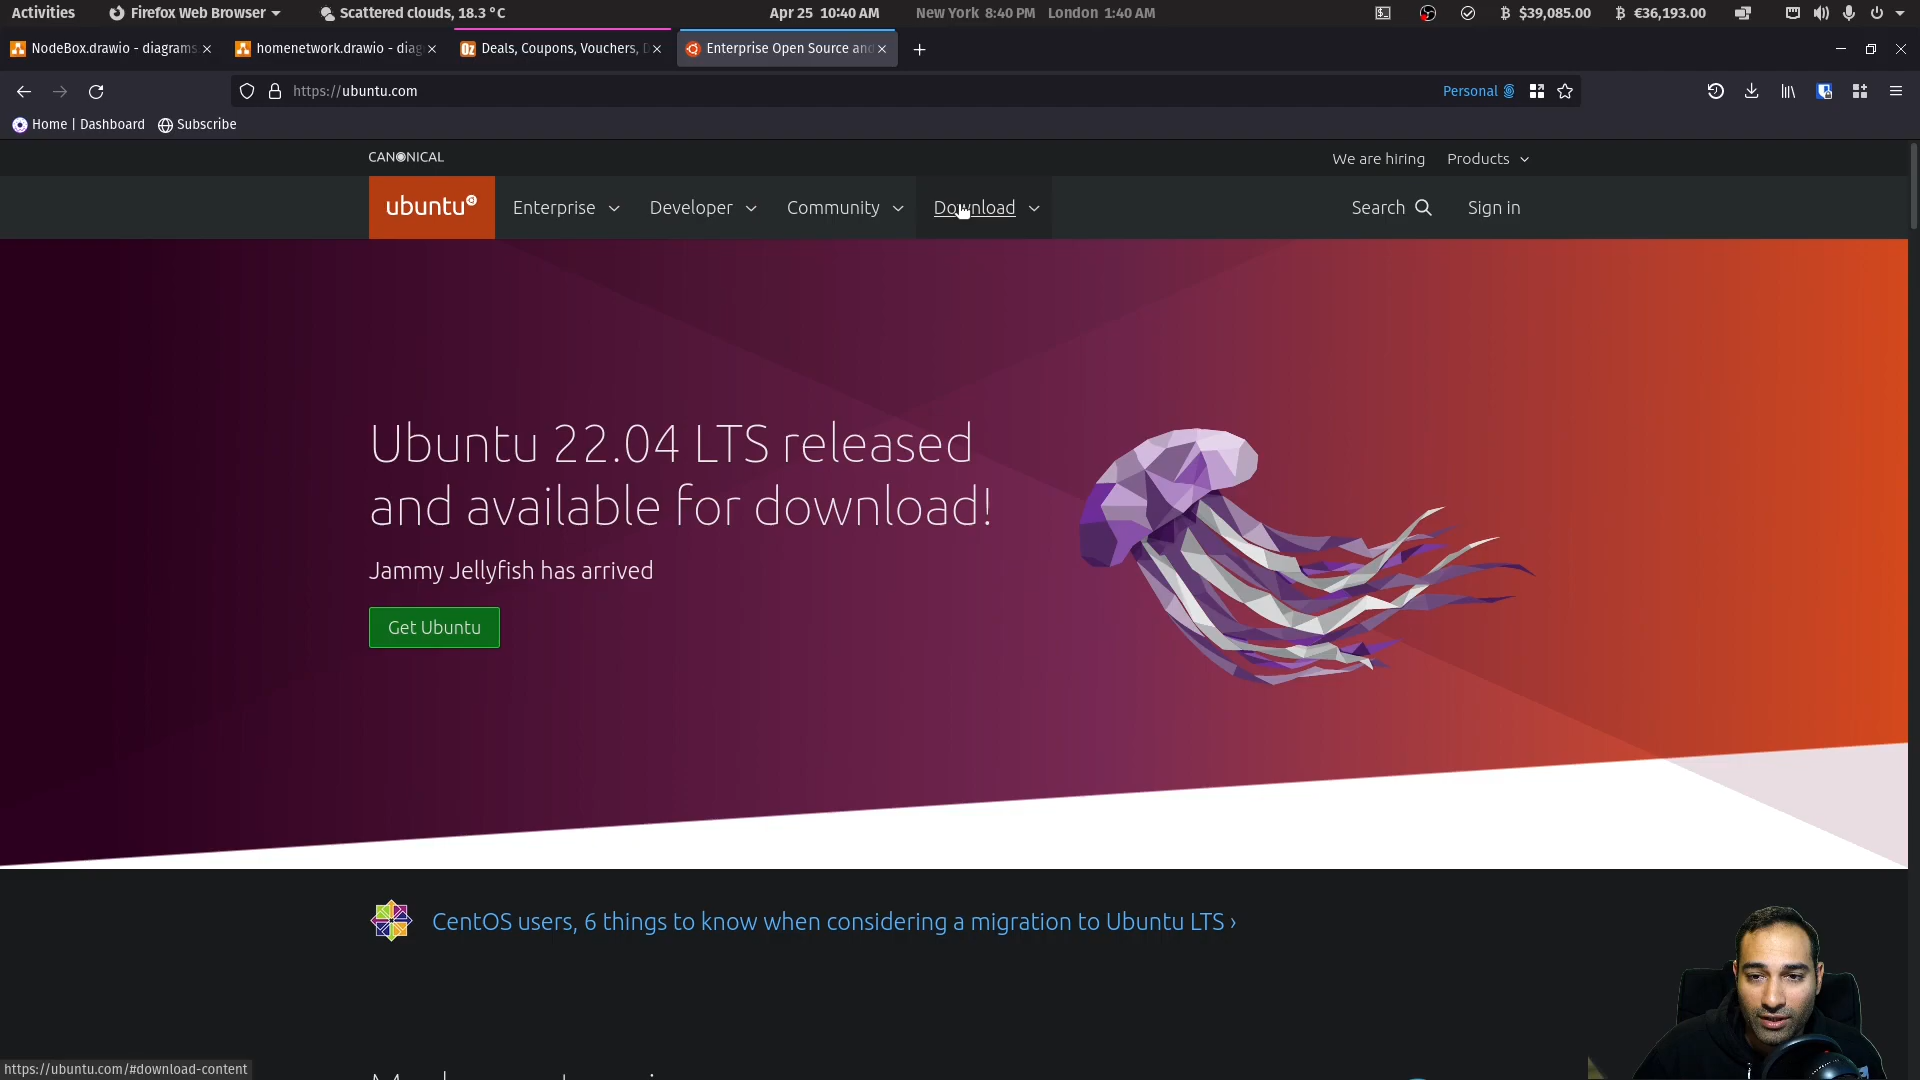 Activities Firefox Web Browser Scattered clouds, 18.3 °C Apr 25 10:40 AM New York 8:40 PM London 1:40 AM ₿ $39,085.00 ₿ €36,193.00
NodeBox.drawio - diagrams. homenetwork.drawio - diag Deals, Coupons, Vouchers, D Enterprise Open Source and
https://ubuntu.com Personal
Home | Dashboard Subscribe
CANONICAL We are hiring Products
ubuntu Enterprise Developer Community Download Search Sign in
Ubuntu 22.04 LTS released
and available for download!
Jammy Jellyfish has arrived
Get Ubuntu
CentOS users, 6 things to know when considering a migration to Ubuntu LTS ›
https://ubuntu.com/#download-content